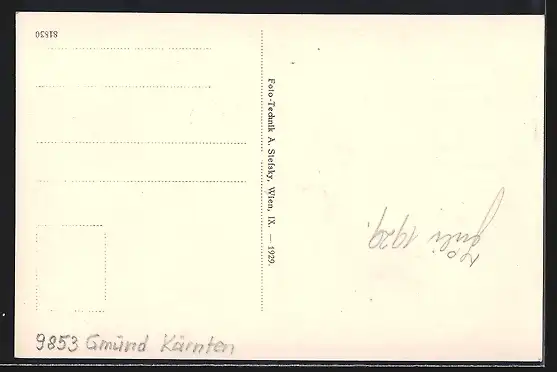 81830
Foto-Technik A. Stefsky, Wien, IX. — 1929.
Juli 1929.
9853 Gmünd Kärnten